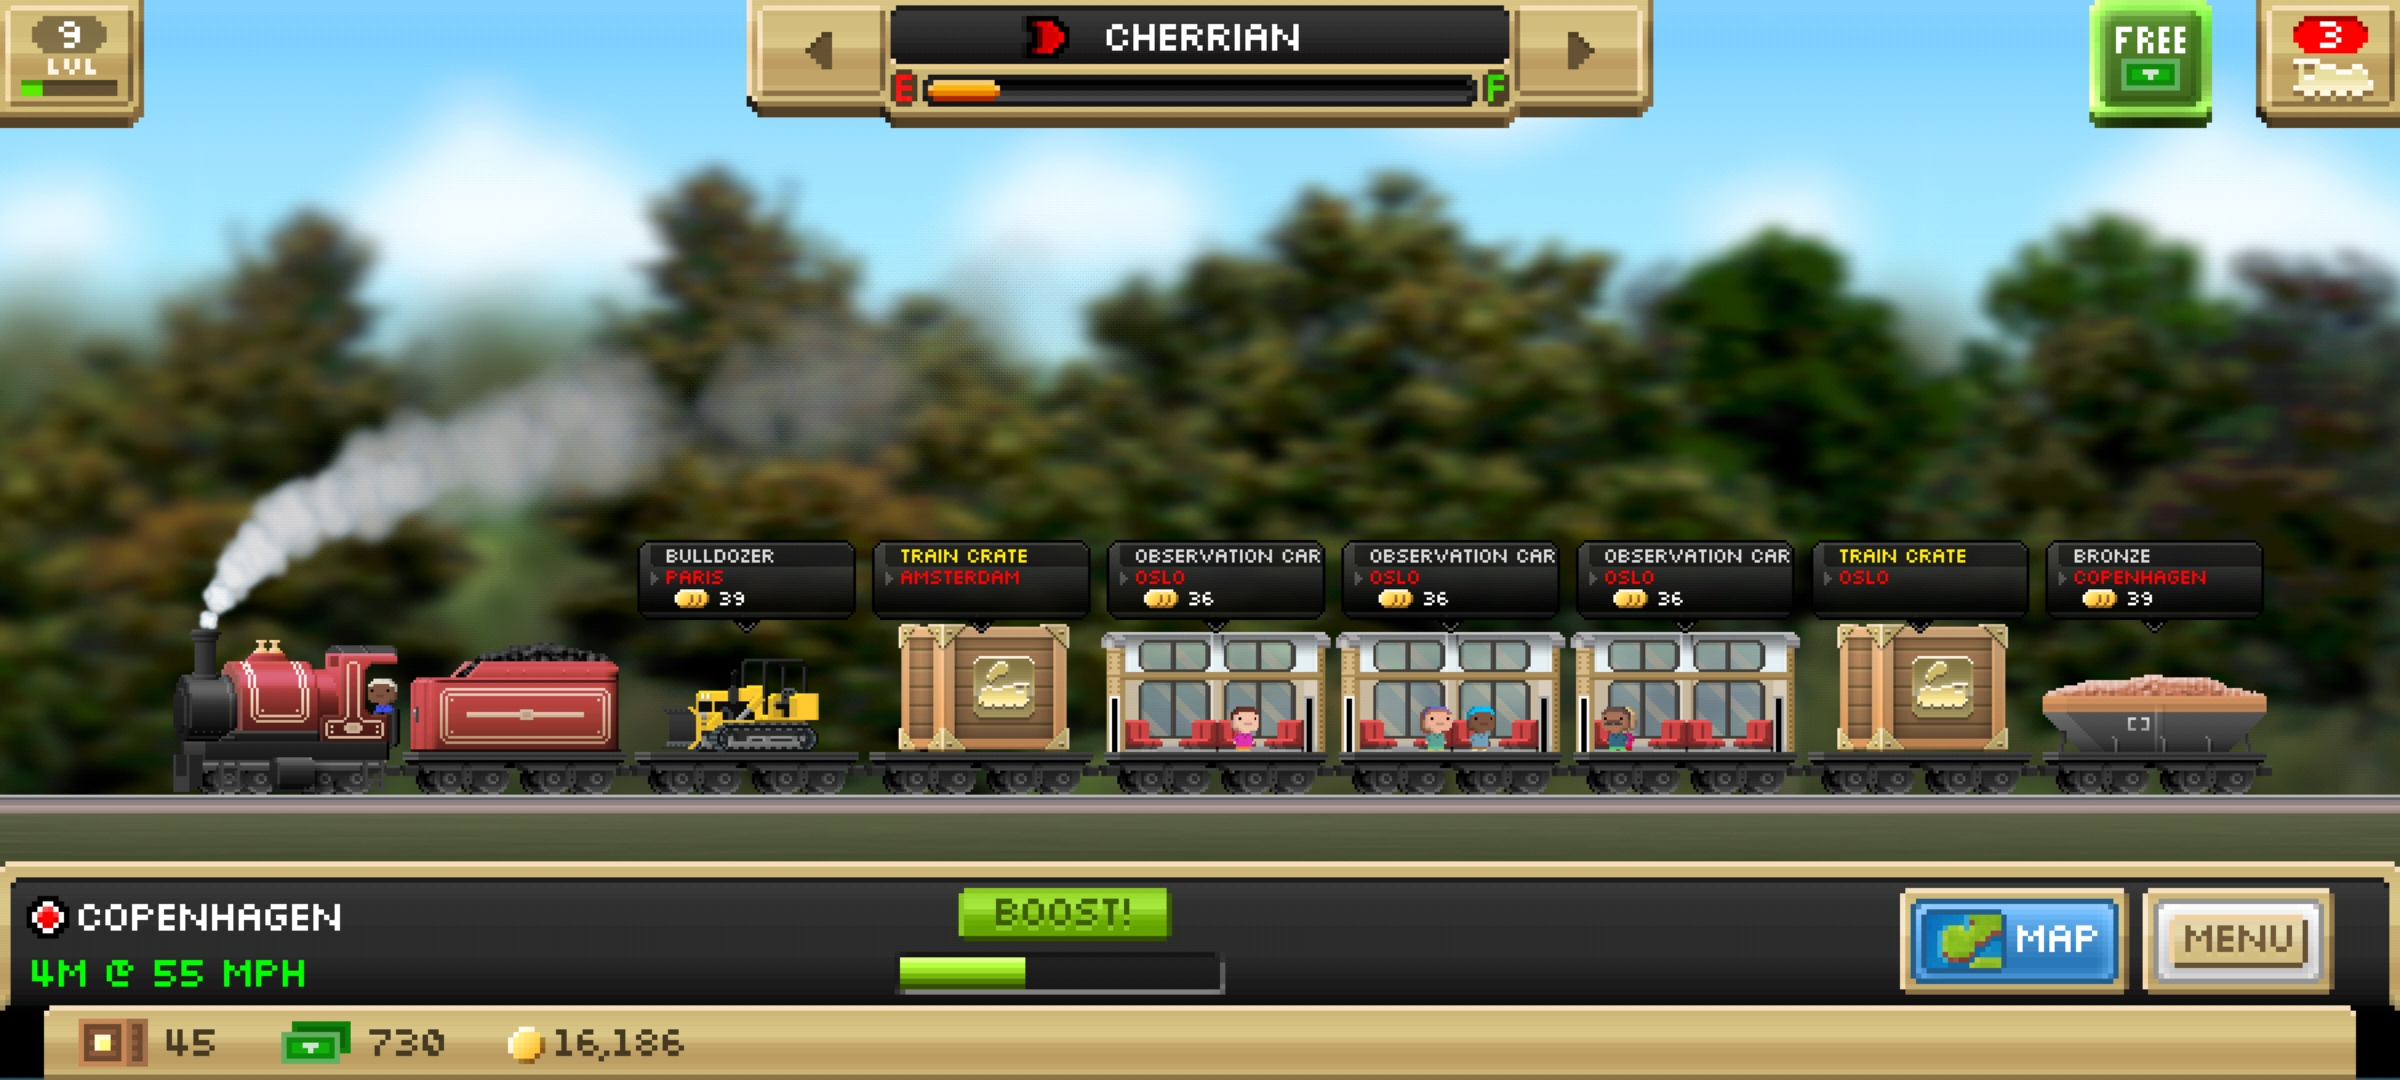 9
LVL
CHERRIAN
E
F
FREE
3
BULLDOZER
PARIS
39
TRAIN CRATE
AMSTERDAM
OBSERVATION CAR
OSLO
36
OBSERVATION CAR
OSLO
36
OBSERVATION CAR
OSLO
36
TRAIN CRATE
OSLO
BRONZE
COPENHAGEN
39
COPENHAGEN
4M @ 55 MPH
BOOST!
MAP
MENU
45
730
16,186